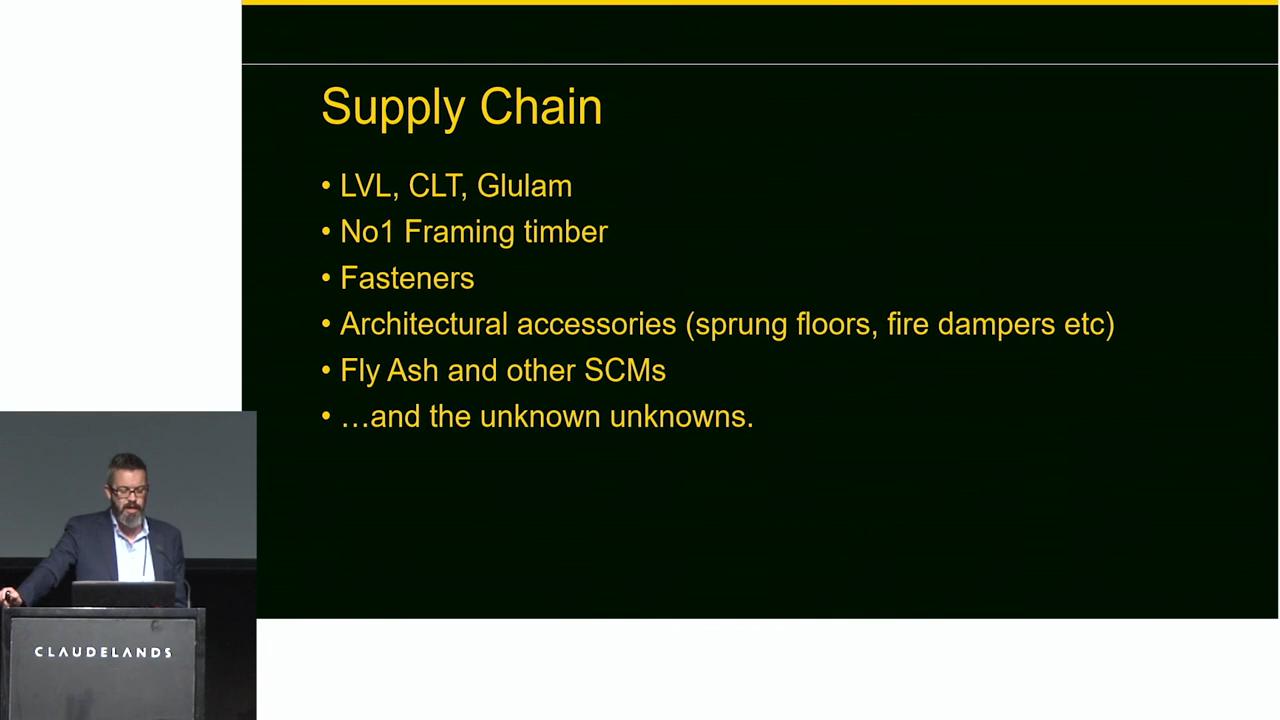 Supply Chain
• LVL, CLT, Glulam
• No1 Framing timber
• Fasteners
• Architectural accessories (sprung floors, fire dampers etc)
• Fly Ash and other SCMs
• …and the unknown unknowns.
CLAUDELANDS